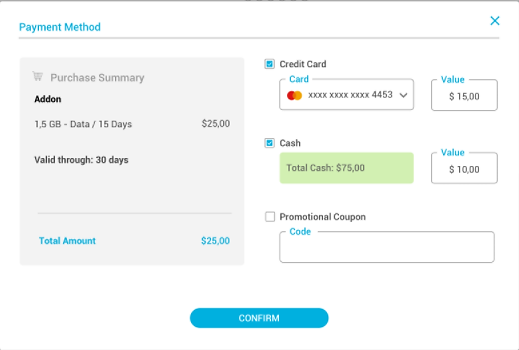 Payment Method
Purchase Summary
Addon
1,5 GB - Data / 15 Days $25,00
Valid through: 30 days
Total Amount $25,00
Credit Card
Card
xxxx xxxx xxxx 4453
Value
$ 15,00
Cash
Total Cash: $75,00
Value
$ 10,00
Promotional Coupon
Code
CONFIRM